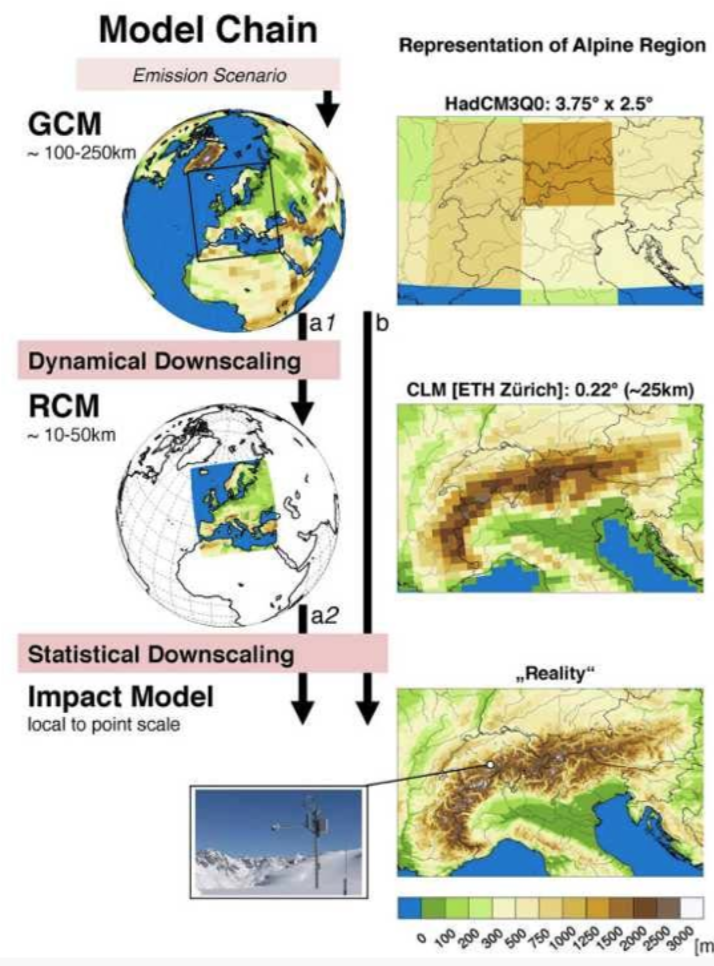 Model Chain
Representation of Alpine Region
Emission Scenario
HadCM3Q0: 3.75° x 2.5°
GCM
~ 100-250km
a1
b
Dynamical Downscaling
CLM [ETH Zürich]: 0.22° (~25km)
RCM
~ 10-50km
a2
Statistical Downscaling
„Reality“
Impact Model
local to point scale
0 100 200 300 500 750 1000 1250 1500 2000 2500 3000 [m